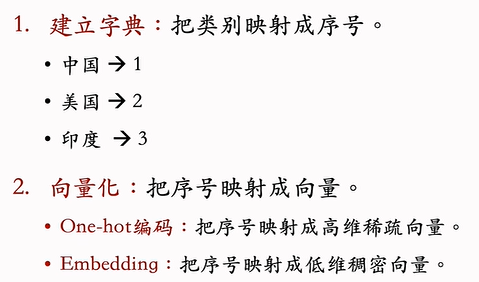 1. 建立字典：把类别映射成序号。
• 中国 → 1
• 美国 → 2
• 印度 → 3
2. 向量化：把序号映射成向量。
• One-hot编码：把序号映射成高维稀疏向量。
• Embedding：把序号映射成低维稠密向量。